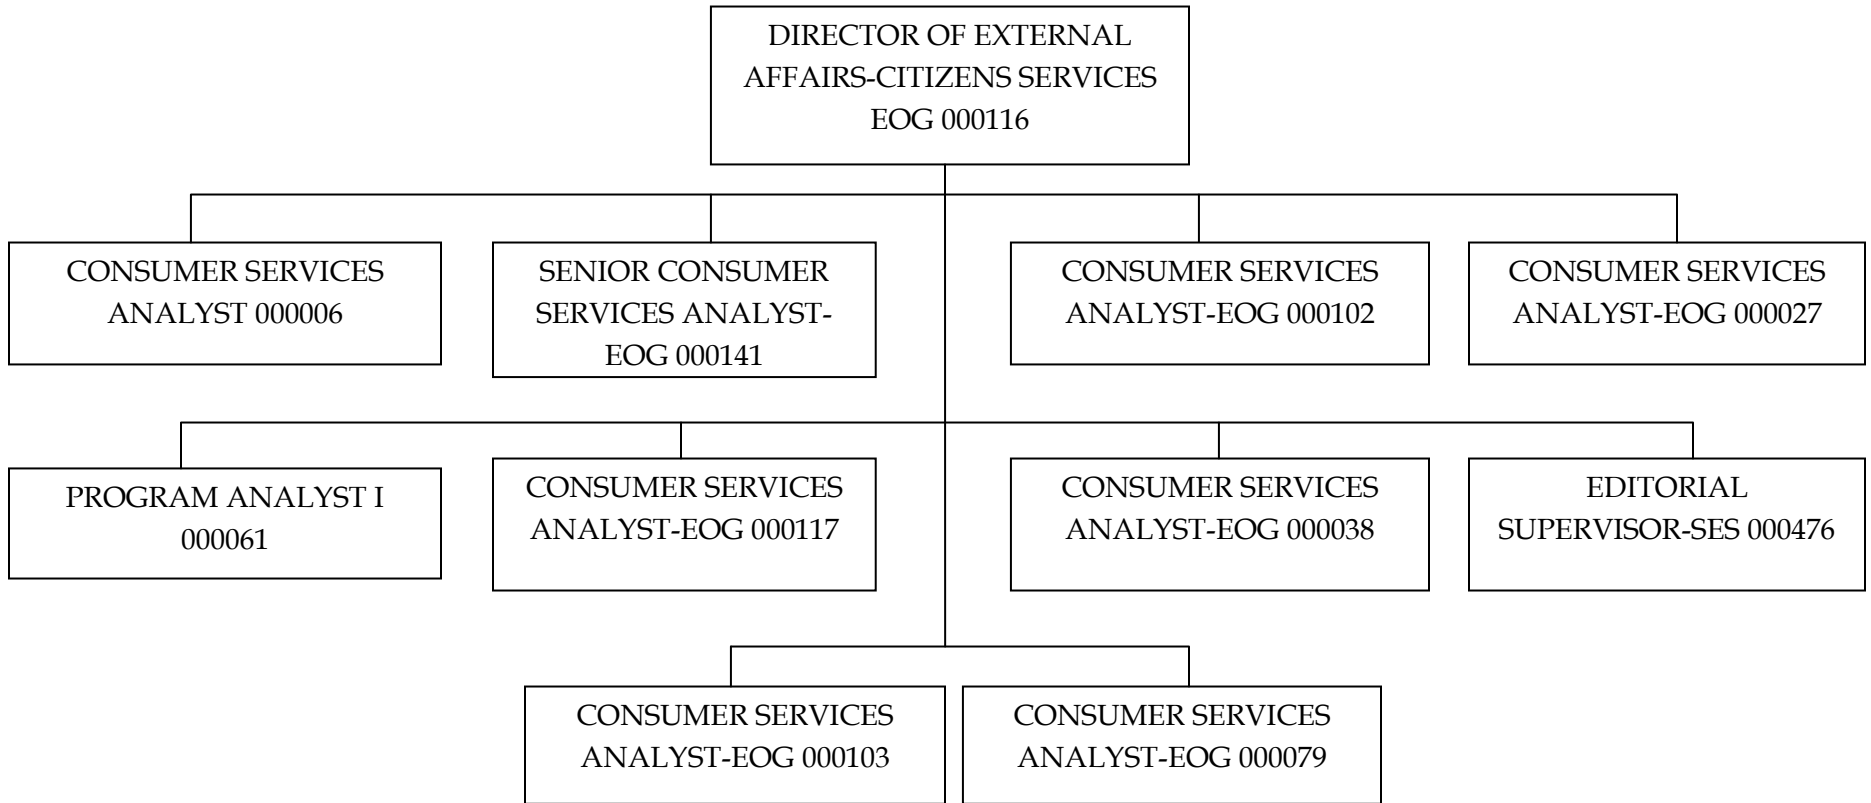 DIRECTOR OF EXTERNAL
AFFAIRS-CITIZENS SERVICES
EOG 000116
CONSUMER SERVICES
ANALYST 000006
SENIOR CONSUMER
SERVICES ANALYST-
EOG 000141
CONSUMER SERVICES
ANALYST-EOG 000102
CONSUMER SERVICES
ANALYST-EOG 000027
PROGRAM ANALYST I
000061
CONSUMER SERVICES
ANALYST-EOG 000117
CONSUMER SERVICES
ANALYST-EOG 000038
EDITORIAL
SUPERVISOR-SES 000476
CONSUMER SERVICES
ANALYST-EOG 000103
CONSUMER SERVICES
ANALYST-EOG 000079